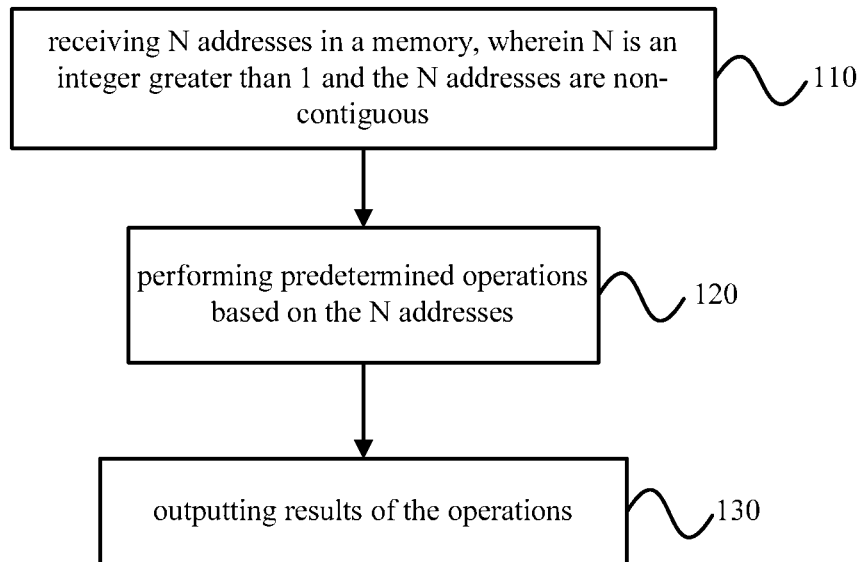 receiving N addresses in a memory, wherein N is an
integer greater than 1 and the N addresses are non-
contiguous
110
performing predetermined operations
based on the N addresses
120
outputting results of the operations
130